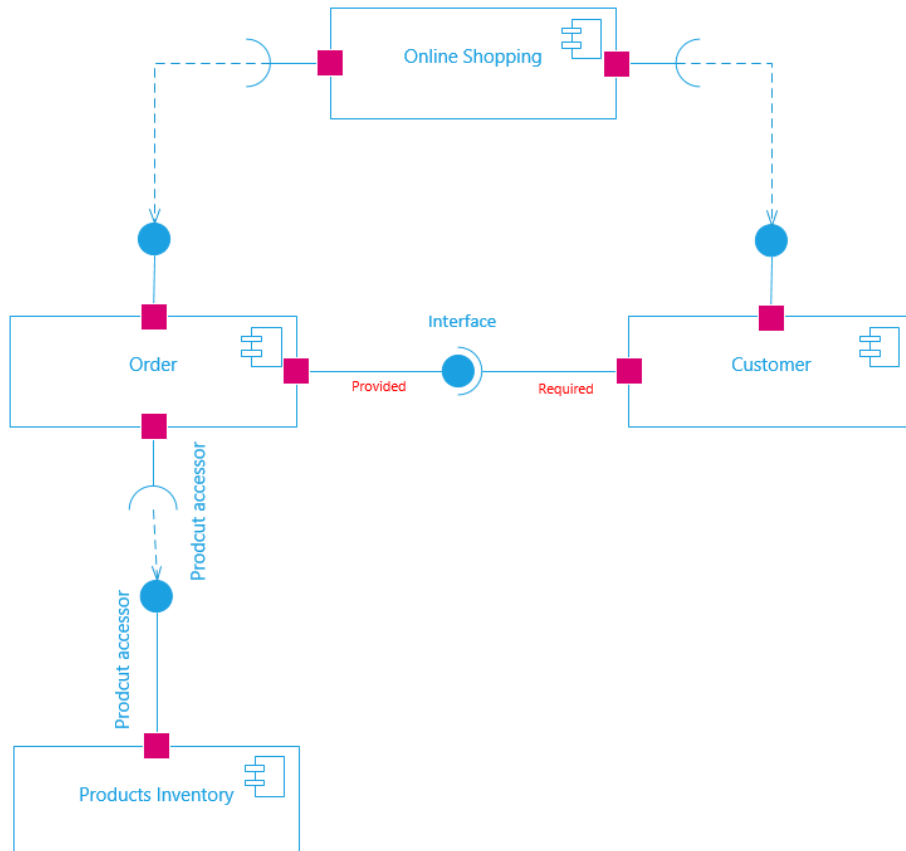 Online Shopping
Interface
Order
Provided
Required
Customer
Prodcut accessor
Prodcut accessor
Products Inventory